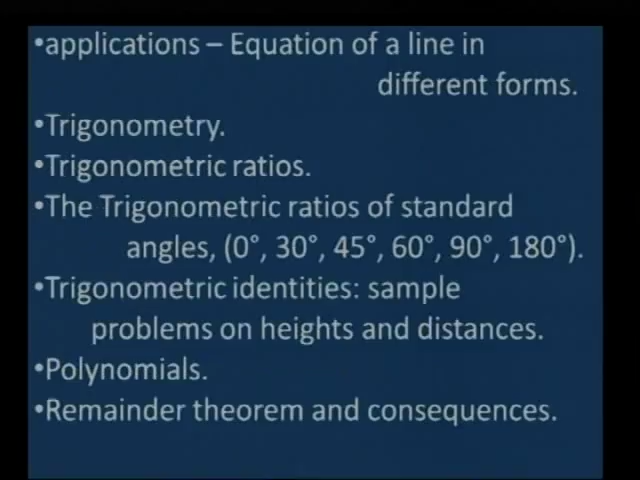 •applications – Equation of a line in
different forms.
•Trigonometry.
•Trigonometric ratios.
•The Trigonometric ratios of standard
angles, (0°, 30°, 45°, 60°, 90°, 180°).
•Trigonometric identities: sample
problems on heights and distances.
•Polynomials.
•Remainder theorem and consequences.